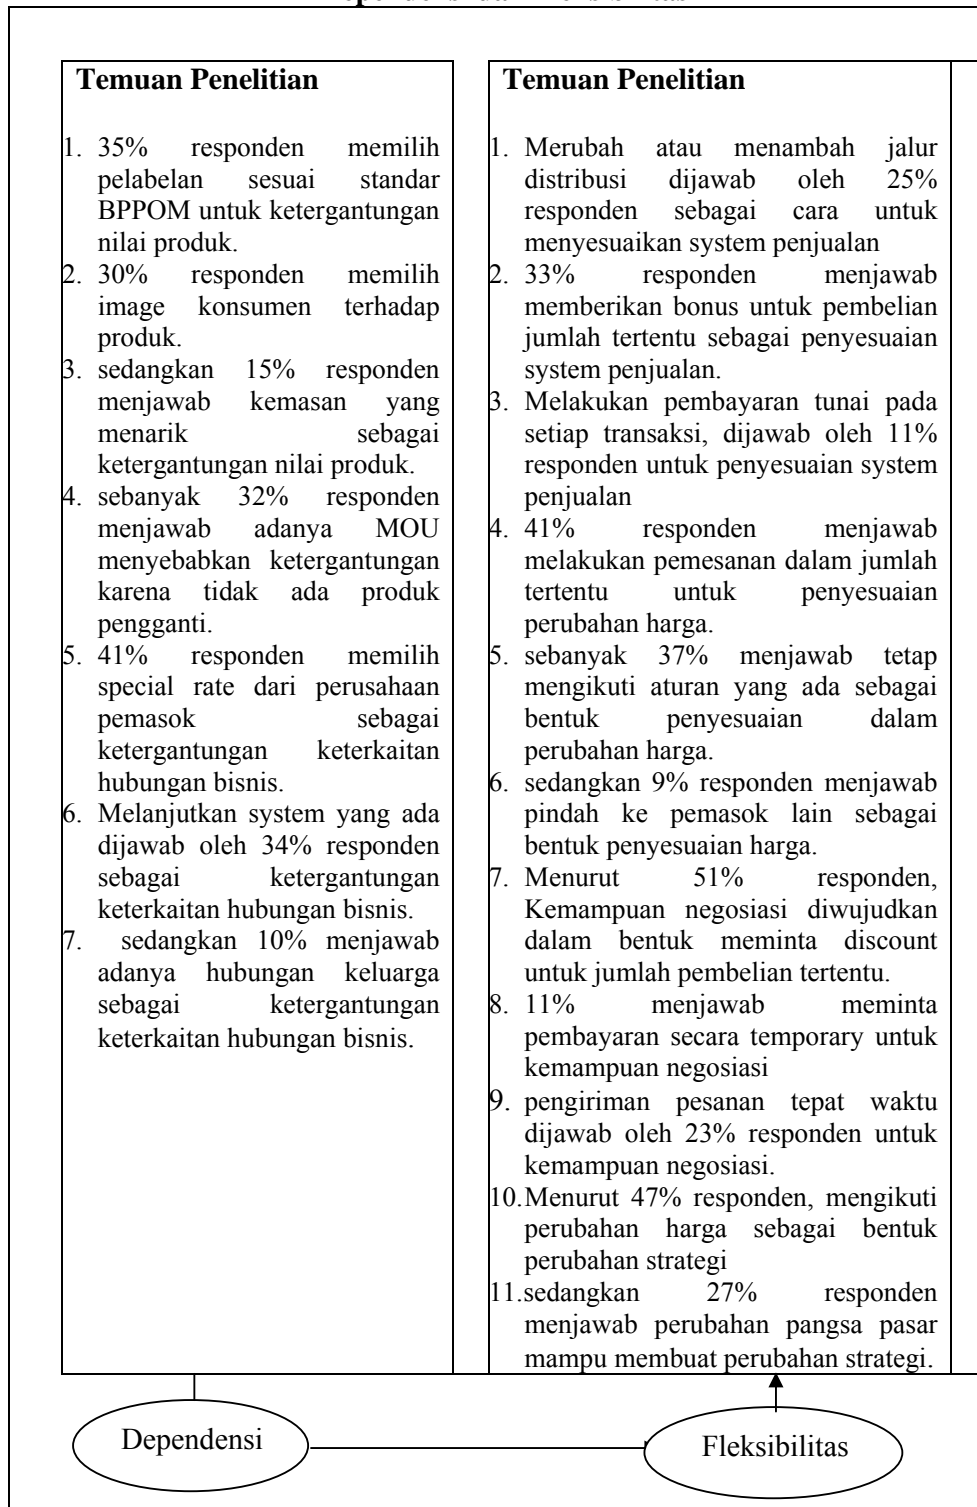 Temuan Penelitian
1. 35% responden memilih
pelabelan sesuai standar
BPPOM untuk ketergantungan
nilai produk.
2. 30% responden memilih
image konsumen terhadap
produk.
3. sedangkan 15% responden
menjawab kemasan yang
menarik sebagai
ketergantungan nilai produk.
4. sebanyak 32% responden
menjawab adanya MOU
menyebabkan ketergantungan
karena tidak ada produk
pengganti.
5. 41% responden memilih
special rate dari perusahaan
pemasok sebagai
ketergantungan keterkaitan
hubungan bisnis.
6. Melanjutkan system yang ada
dijawab oleh 34% responden
sebagai ketergantungan
keterkaitan hubungan bisnis.
7. sedangkan 10% menjawab
adanya hubungan keluarga
sebagai ketergantungan
keterkaitan hubungan bisnis.
Temuan Penelitian
1. Merubah atau menambah jalur
distribusi dijawab oleh 25%
responden sebagai cara untuk
menyesuaikan system penjualan
2. 33% responden menjawab
memberikan bonus untuk pembelian
jumlah tertentu sebagai penyesuaian
system penjualan.
3. Melakukan pembayaran tunai pada
setiap transaksi, dijawab oleh 11%
responden untuk penyesuaian system
penjualan
4. 41% responden menjawab
melakukan pemesanan dalam jumlah
tertentu untuk penyesuaian
perubahan harga.
5. sebanyak 37% menjawab tetap
mengikuti aturan yang ada sebagai
bentuk penyesuaian dalam
perubahan harga.
6. sedangkan 9% responden menjawab
pindah ke pemasok lain sebagai
bentuk penyesuaian harga.
7. Menurut 51% responden,
Kemampuan negosiasi diwujudkan
dalam bentuk meminta discount
untuk jumlah pembelian tertentu.
8. 11% menjawab meminta
pembayaran secara temporary untuk
kemampuan negosiasi
9. pengiriman pesanan tepat waktu
dijawab oleh 23% responden untuk
kemampuan negosiasi.
10.Menurut 47% responden, mengikuti
perubahan harga sebagai bentuk
perubahan strategi
11.sedangkan 27% responden
menjawab perubahan pangsa pasar
mampu membuat perubahan strategi.
Dependensi
Fleksibilitas